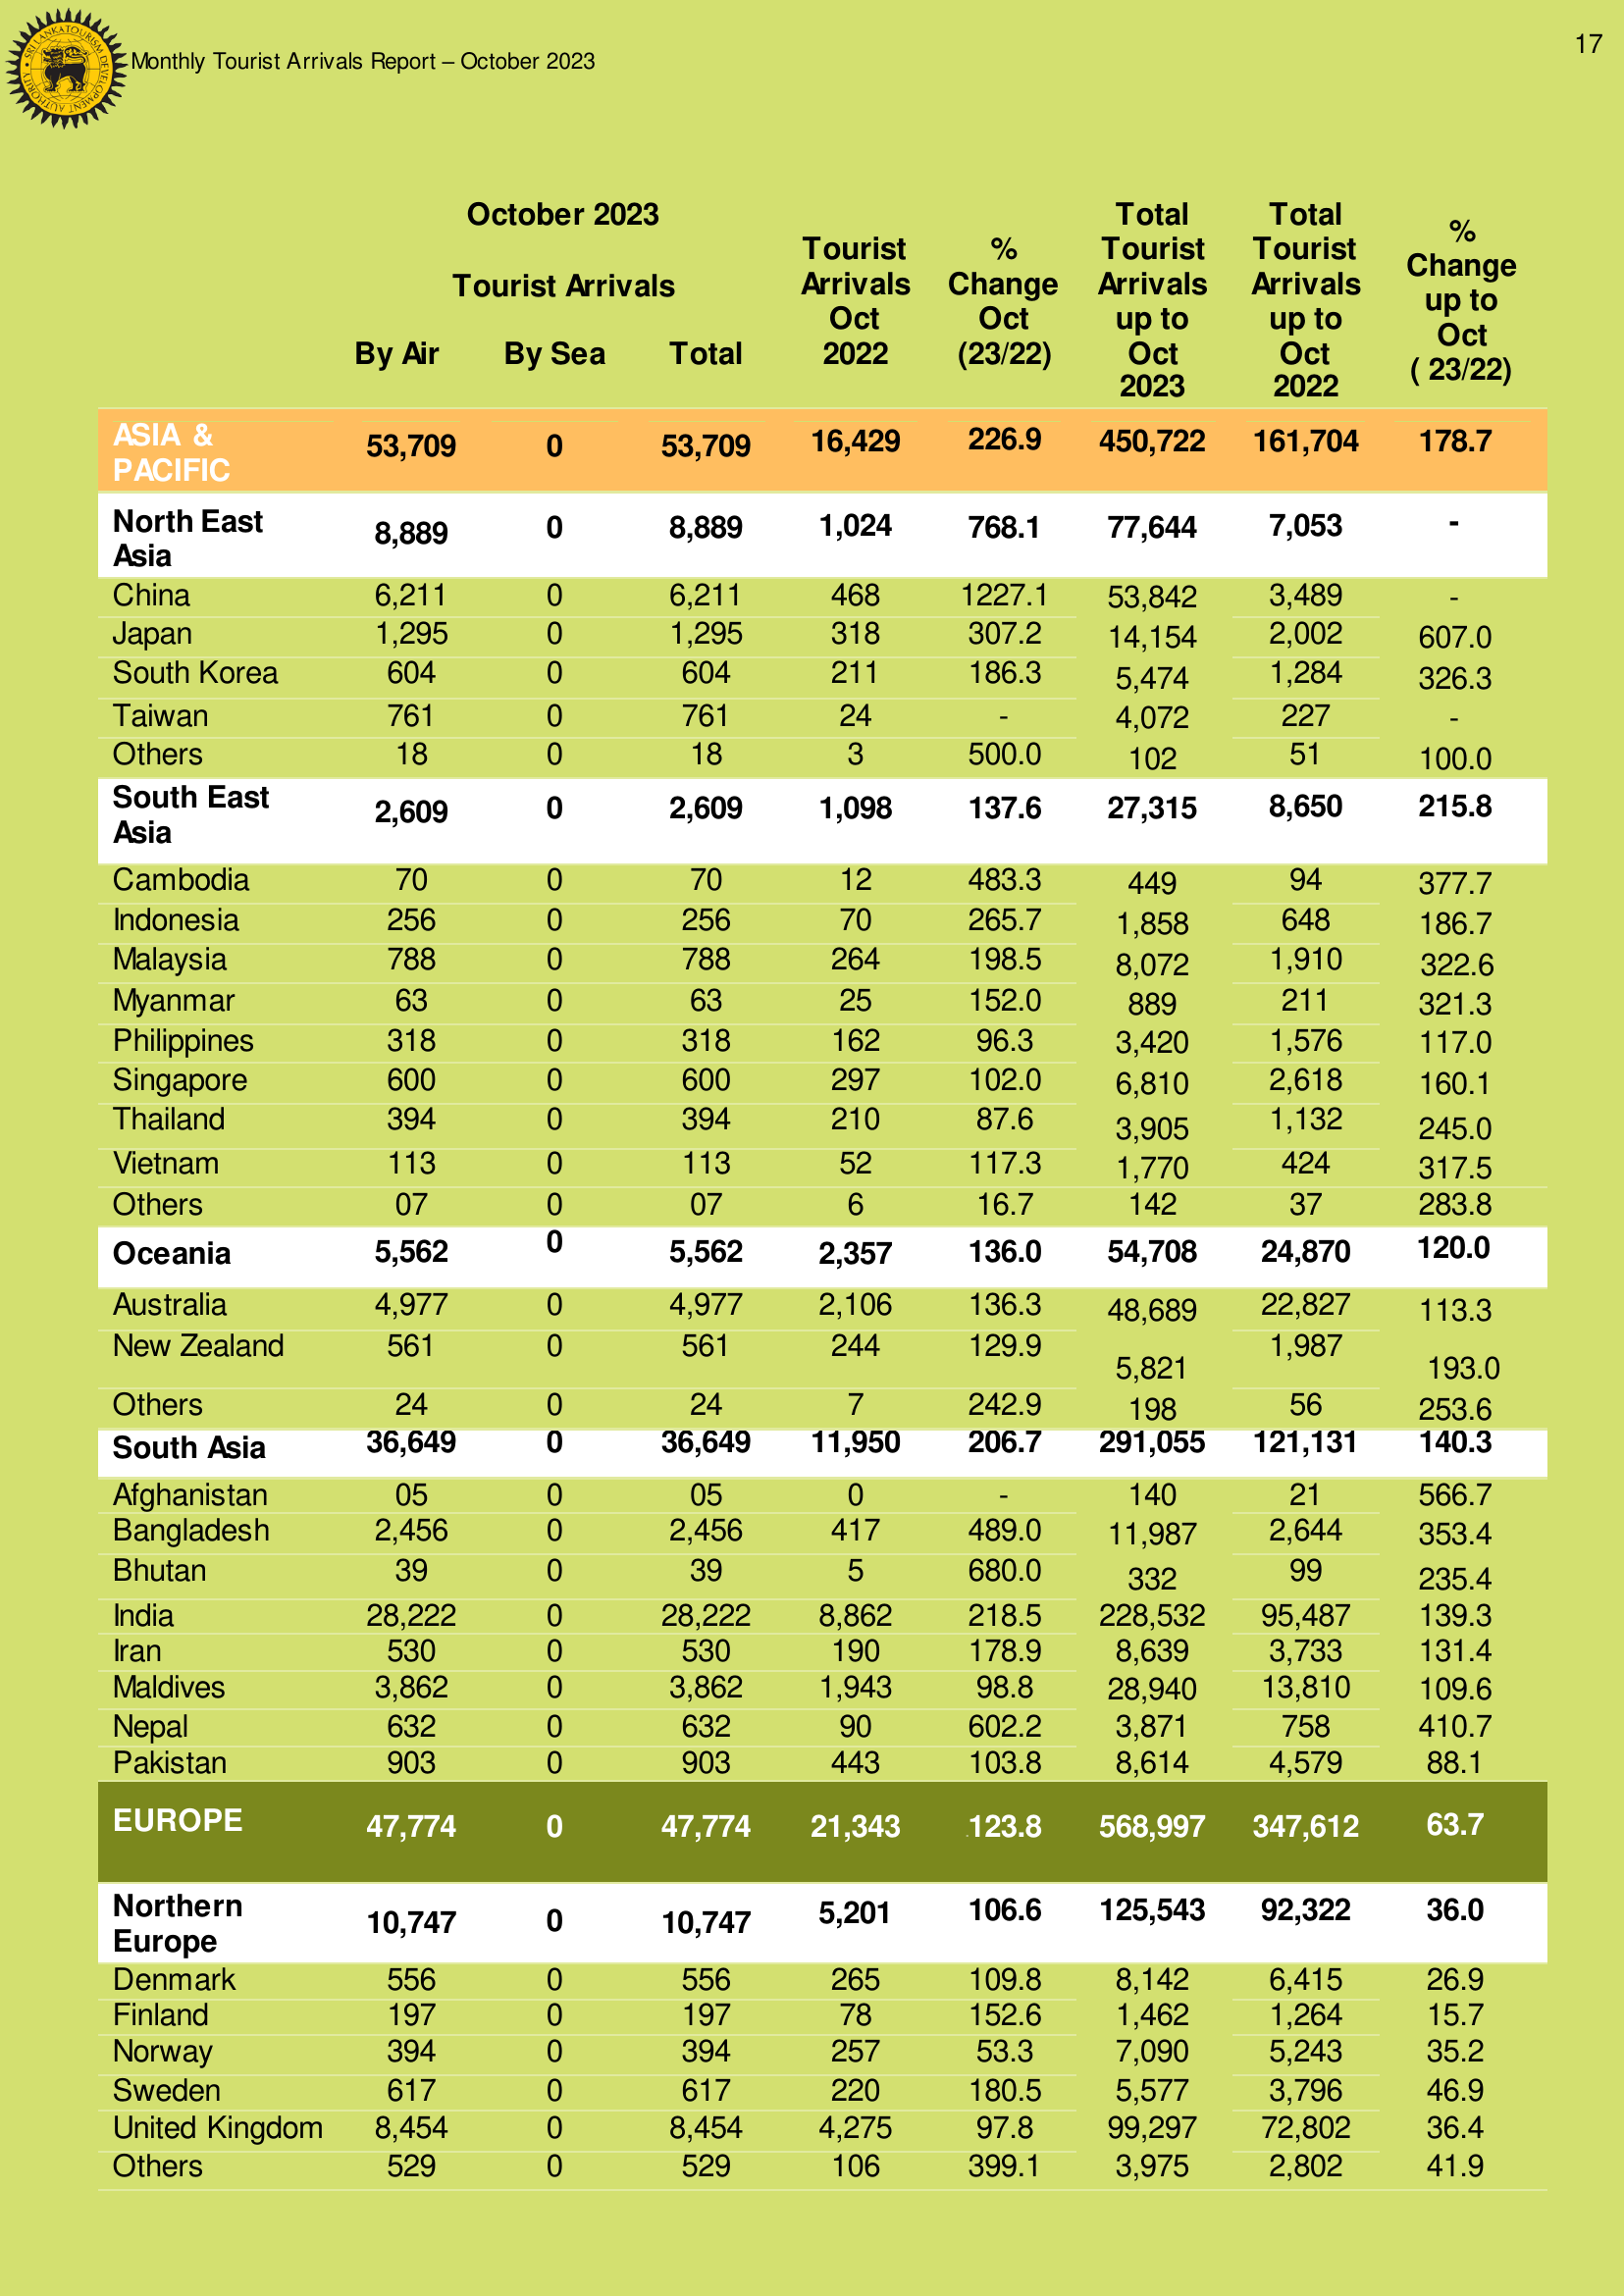 SRI LANKA TOURISM DEVELOPMENT AUTHORITY
Monthly Tourist Arrivals Report – October 2023
17
October 2023
Tourist Arrivals
By Air By Sea Total
Tourist Arrivals Oct 2022
% Change Oct (23/22)
Total Tourist Arrivals up to Oct 2023
Total Tourist Arrivals up to Oct 2022
% Change up to Oct ( 23/22)
ASIA & PACIFIC 53,709 0 53,709 16,429 226.9 450,722 161,704 178.7
North East Asia 8,889 0 8,889 1,024 768.1 77,644 7,053 -
China 6,211 0 6,211 468 1227.1 53,842 3,489 -
Japan 1,295 0 1,295 318 307.2 14,154 2,002 607.0
South Korea 604 0 604 211 186.3 5,474 1,284 326.3
Taiwan 761 0 761 24 - 4,072 227 -
Others 18 0 18 3 500.0 102 51 100.0
South East Asia 2,609 0 2,609 1,098 137.6 27,315 8,650 215.8
Cambodia 70 0 70 12 483.3 449 94 377.7
Indonesia 256 0 256 70 265.7 1,858 648 186.7
Malaysia 788 0 788 264 198.5 8,072 1,910 322.6
Myanmar 63 0 63 25 152.0 889 211 321.3
Philippines 318 0 318 162 96.3 3,420 1,576 117.0
Singapore 600 0 600 297 102.0 6,810 2,618 160.1
Thailand 394 0 394 210 87.6 3,905 1,132 245.0
Vietnam 113 0 113 52 117.3 1,770 424 317.5
Others 07 0 07 6 16.7 142 37 283.8
Oceania 5,562 0 5,562 2,357 136.0 54,708 24,870 120.0
Australia 4,977 0 4,977 2,106 136.3 48,689 22,827 113.3
New Zealand 561 0 561 244 129.9 5,821 1,987 193.0
Others 24 0 24 7 242.9 198 56 253.6
South Asia 36,649 0 36,649 11,950 206.7 291,055 121,131 140.3
Afghanistan 05 0 05 0 - 140 21 566.7
Bangladesh 2,456 0 2,456 417 489.0 11,987 2,644 353.4
Bhutan 39 0 39 5 680.0 332 99 235.4
India 28,222 0 28,222 8,862 218.5 228,532 95,487 139.3
Iran 530 0 530 190 178.9 8,639 3,733 131.4
Maldives 3,862 0 3,862 1,943 98.8 28,940 13,810 109.6
Nepal 632 0 632 90 602.2 3,871 758 410.7
Pakistan 903 0 903 443 103.8 8,614 4,579 88.1
EUROPE 47,774 0 47,774 21,343 123.8 568,997 347,612 63.7
Northern Europe 10,747 0 10,747 5,201 106.6 125,543 92,322 36.0
Denmark 556 0 556 265 109.8 8,142 6,415 26.9
Finland 197 0 197 78 152.6 1,462 1,264 15.7
Norway 394 0 394 257 53.3 7,090 5,243 35.2
Sweden 617 0 617 220 180.5 5,577 3,796 46.9
United Kingdom 8,454 0 8,454 4,275 97.8 99,297 72,802 36.4
Others 529 0 529 106 399.1 3,975 2,802 41.9